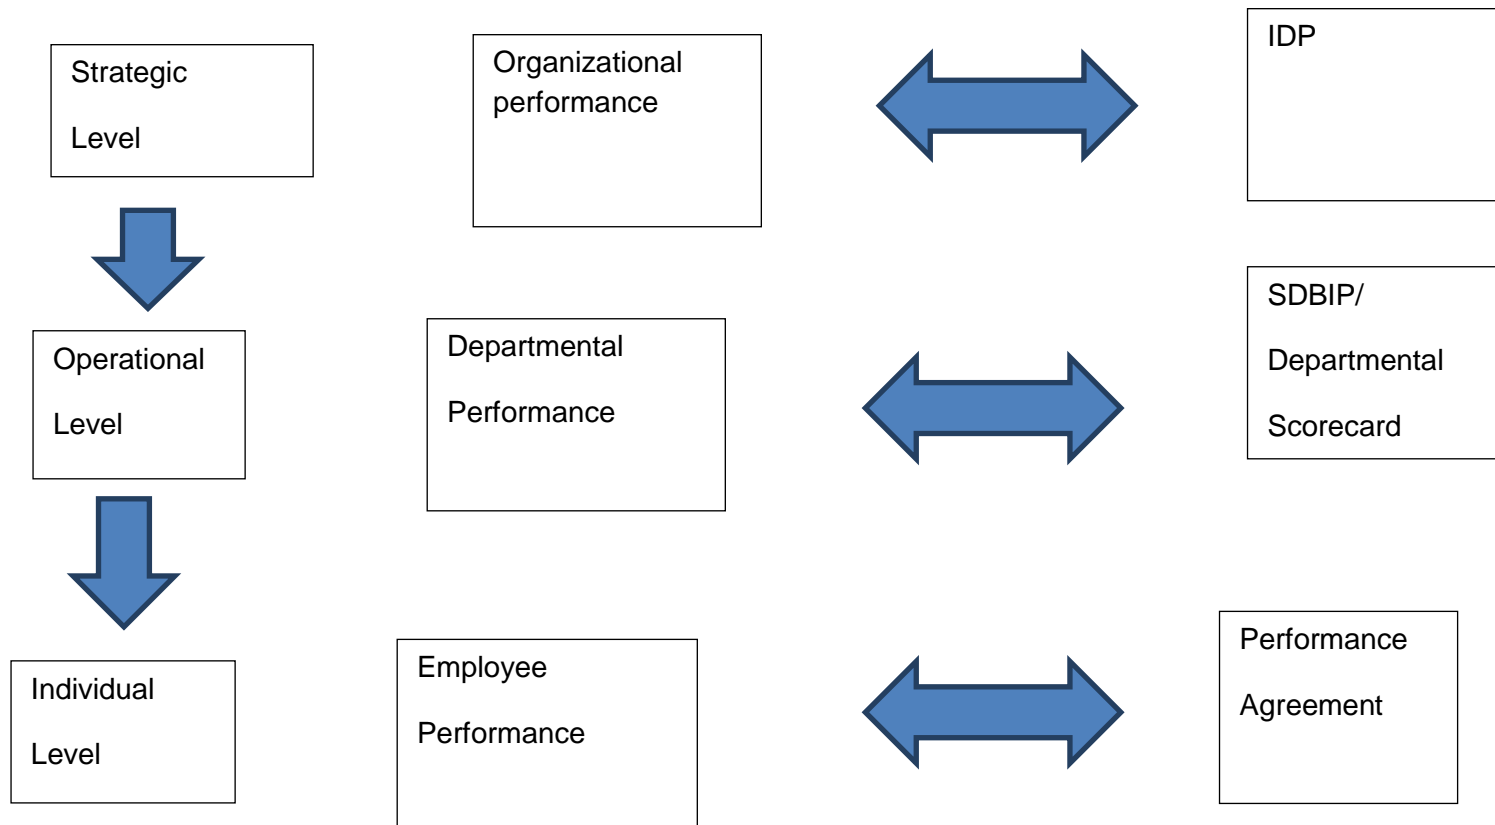 Strategic
Level
Organizational
performance
IDP
Operational
Level
Departmental
Performance
SDBIP/
Departmental
Scorecard
Individual
Level
Employee
Performance
Performance
Agreement